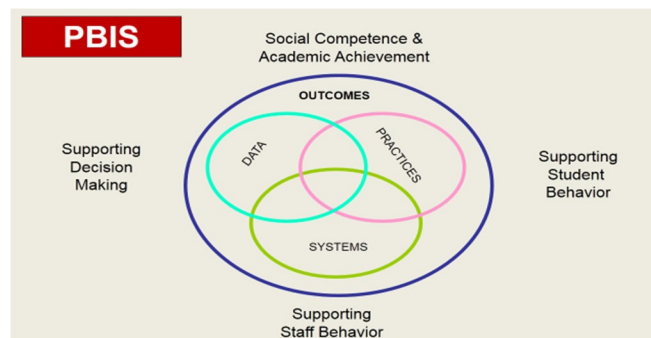 PBIS
Social Competence &
Academic Achievement
OUTCOMES
DATA
PRACTICES
Supporting
Decision
Making
Supporting
Student
Behavior
SYSTEMS
Supporting
Staff Behavior